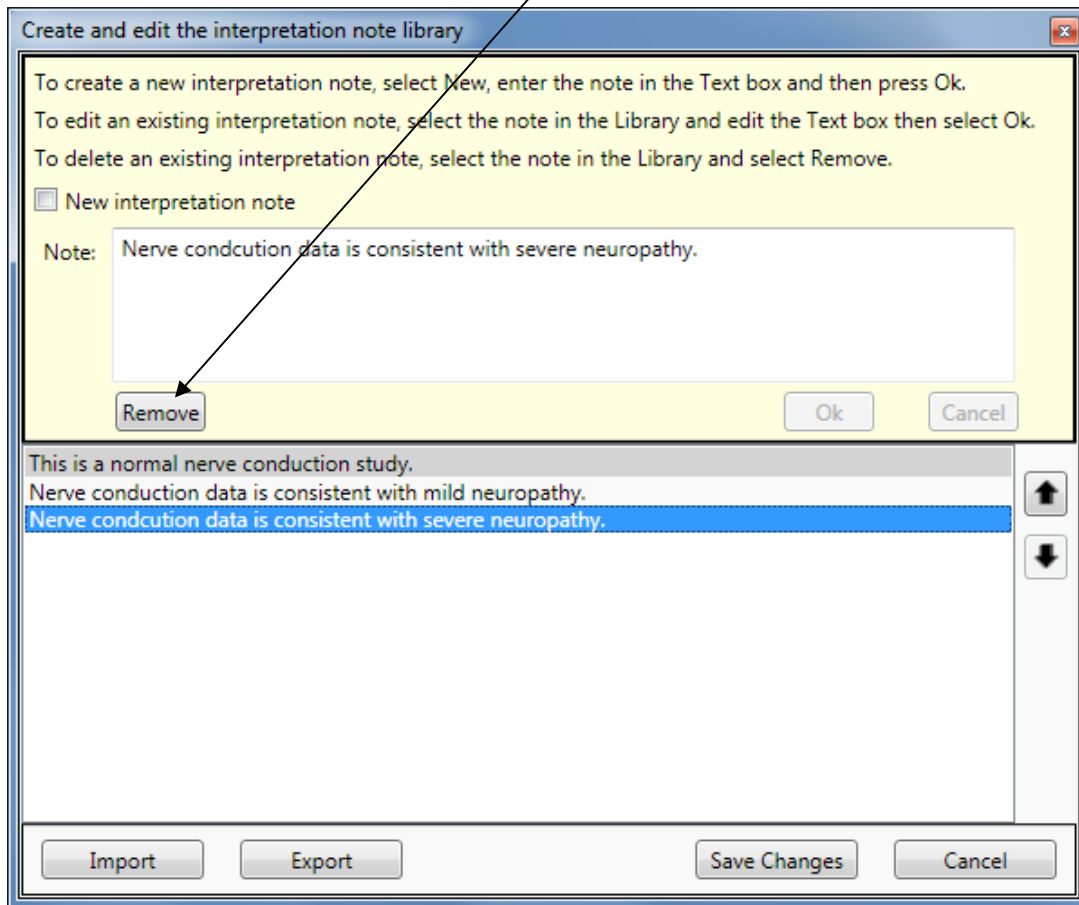 Create and edit the interpretation note library
To create a new interpretation note, select New, enter the note in the Text box and then press Ok.
To edit an existing interpretation note, select the note in the Library and edit the Text box then select Ok.
To delete an existing interpretation note, select the note in the Library and select Remove.
New interpretation note
Note: Nerve condcution data is consistent with severe neuropathy.
Remove Ok Cancel
This is a normal nerve conduction study.
Nerve conduction data is consistent with mild neuropathy.
Nerve condcution data is consistent with severe neuropathy.
Import Export Save Changes Cancel